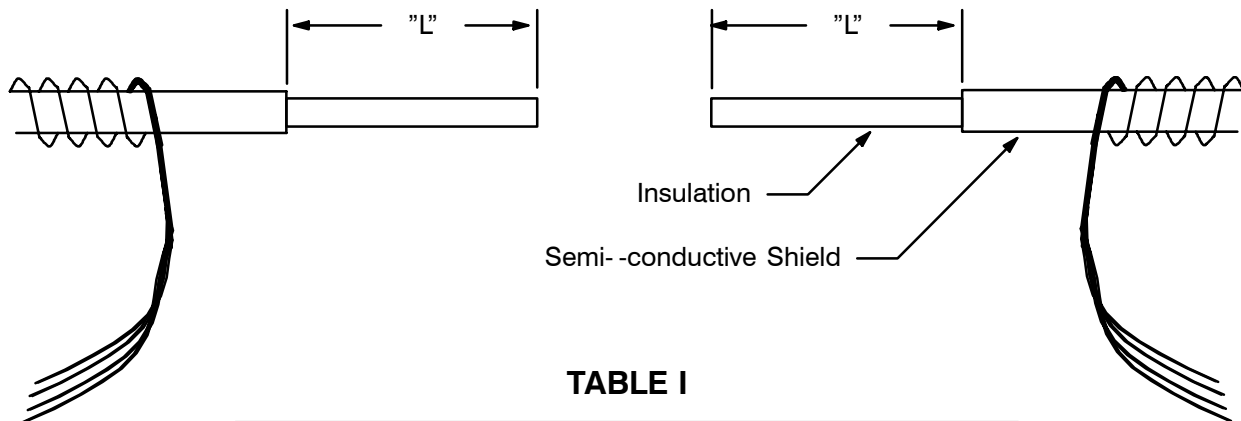 ”L”
”L”
Insulation
Semi--conductive Shield
TABLE I